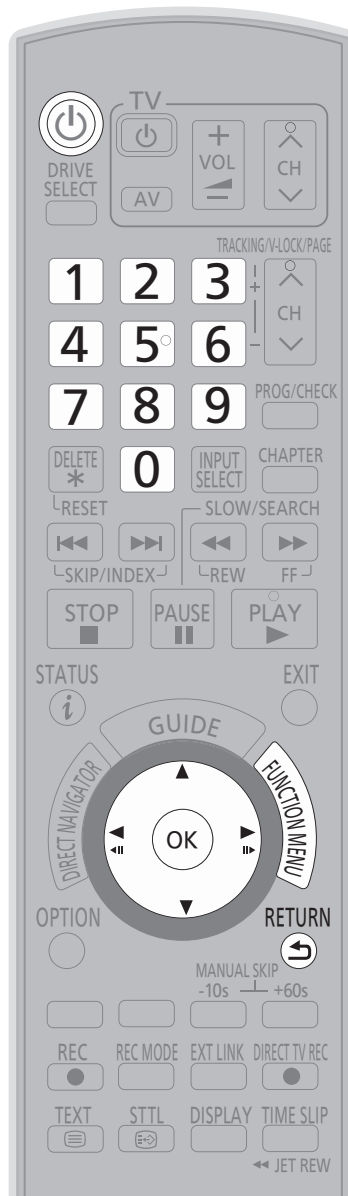 TV
DRIVE
SELECT
AV
+
VOL
−
CH
TRACKING/V-LOCK/PAGE
1 2 3
+
CH
4 5 6
−
7 8 9
PROG/CHECK
DELETE
*
0
INPUT
SELECT
CHAPTER
RESET
SLOW/SEARCH
SKIP/INDEX
REW FF
STOP PAUSE PLAY
STATUS EXIT
i
GUIDE
DIRECT NAVIGATOR
FUNCTION MENU
OK
OPTION RETURN
MANUAL SKIP
-10s +60s
REC REC MODE EXT LINK DIRECT TV REC
TEXT STTL DISPLAY TIME SLIP
JET REW